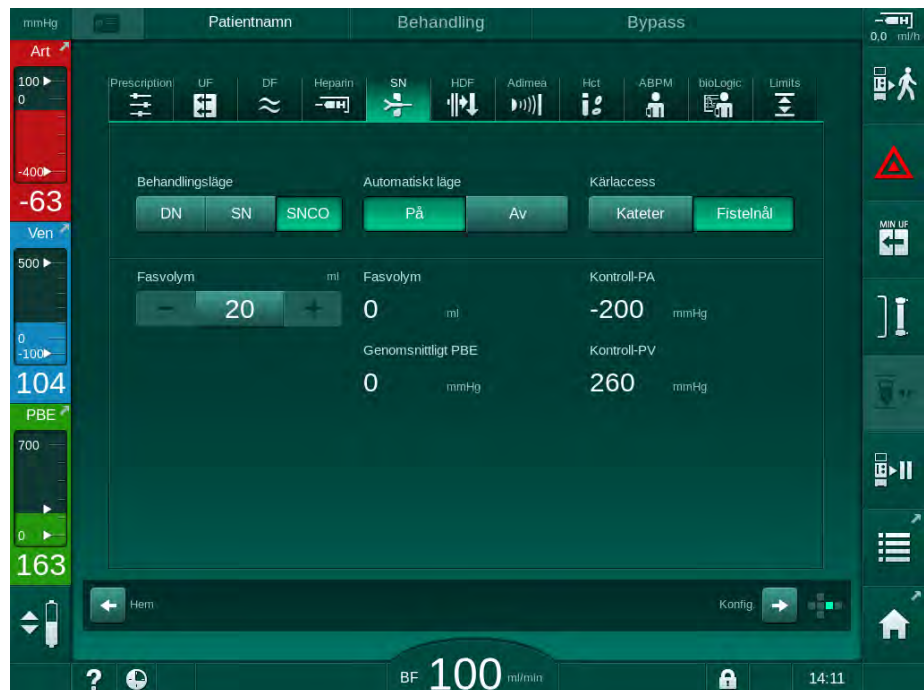 mmHg
Patientnamn
Behandling
Bypass
0,0 ml/h
Art
100
0
-400
-63
Ven
500
0
-100
104
PBE
700
0
163
Prescription
UF
DF
Heparin
SN
HDF
Adimea
Hct
ABPM
bioLogic
Limits
Behandlingsläge
Automatiskt läge
Kärlaccess
DN SN SNCO
På Av
Kateter Fistelnål
Fasvolym ml
Fasvolym
Kontroll-PA
- 20 +
0 ml
-200 mmHg
Genomsnittligt PBE
Kontroll-PV
0 mmHg
260 mmHg
MIN UF
Hem
Konfig.
?
BF 100 ml/min
14:11